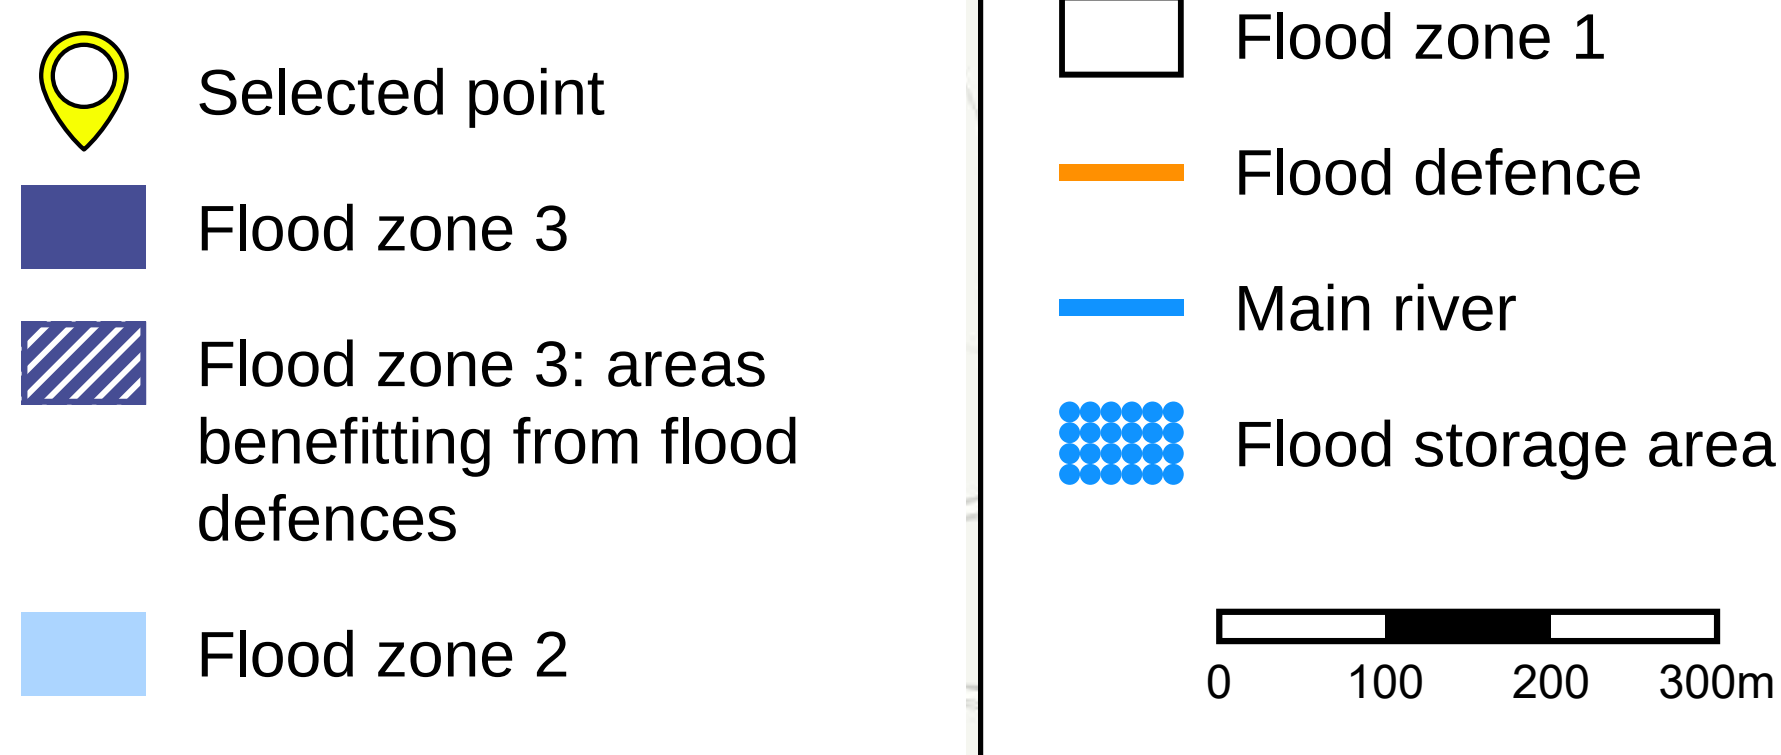 Selected point
Flood zone 3
Flood zone 3: areas
benefitting from flood
defences
Flood zone 2
Flood zone 1
Flood defence
Main river
Flood storage area
0 100 200 300m